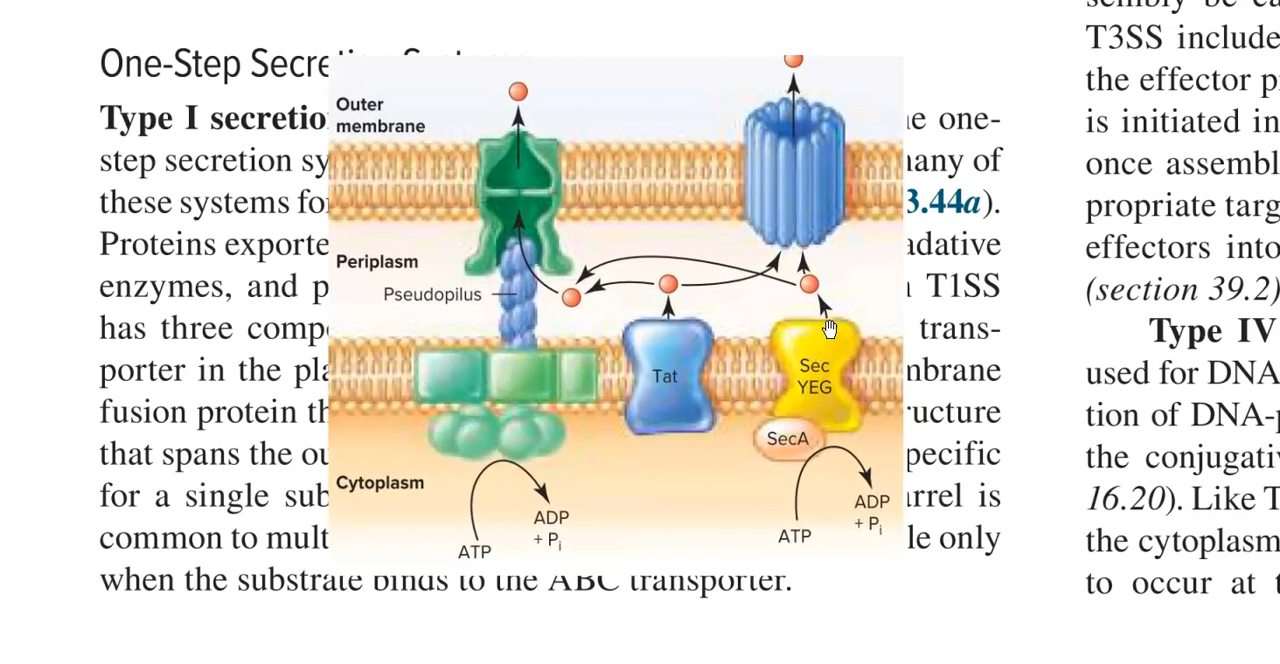 One-Step Secre
Type I secretio
step secretion sy
these systems fo
Proteins exporte
enzymes, and p
has three comp
porter in the pla
fusion protein th
that spans the ou
for a single sub
common to mult
when the substrate binds to the ABC transporter.
Outer
membrane
Periplasm
Pseudopilus
Tat
Sec
YEG
SecA
Cytoplasm
ATP
ADP
+ Pi
ATP
ADP
+ Pi
ne one-
nany of
3.44a).
adative
T1SS
trans-
nbrane
ructure
pecific
rrel is
le only
sembly be ca
T3SS include
the effector p
is initiated in
once assembl
propriate targ
effectors into
(section 39.2)
Type IV
used for DNA
tion of DNA-p
the conjugativ
16.20). Like T
the cytoplasm
to occur at t